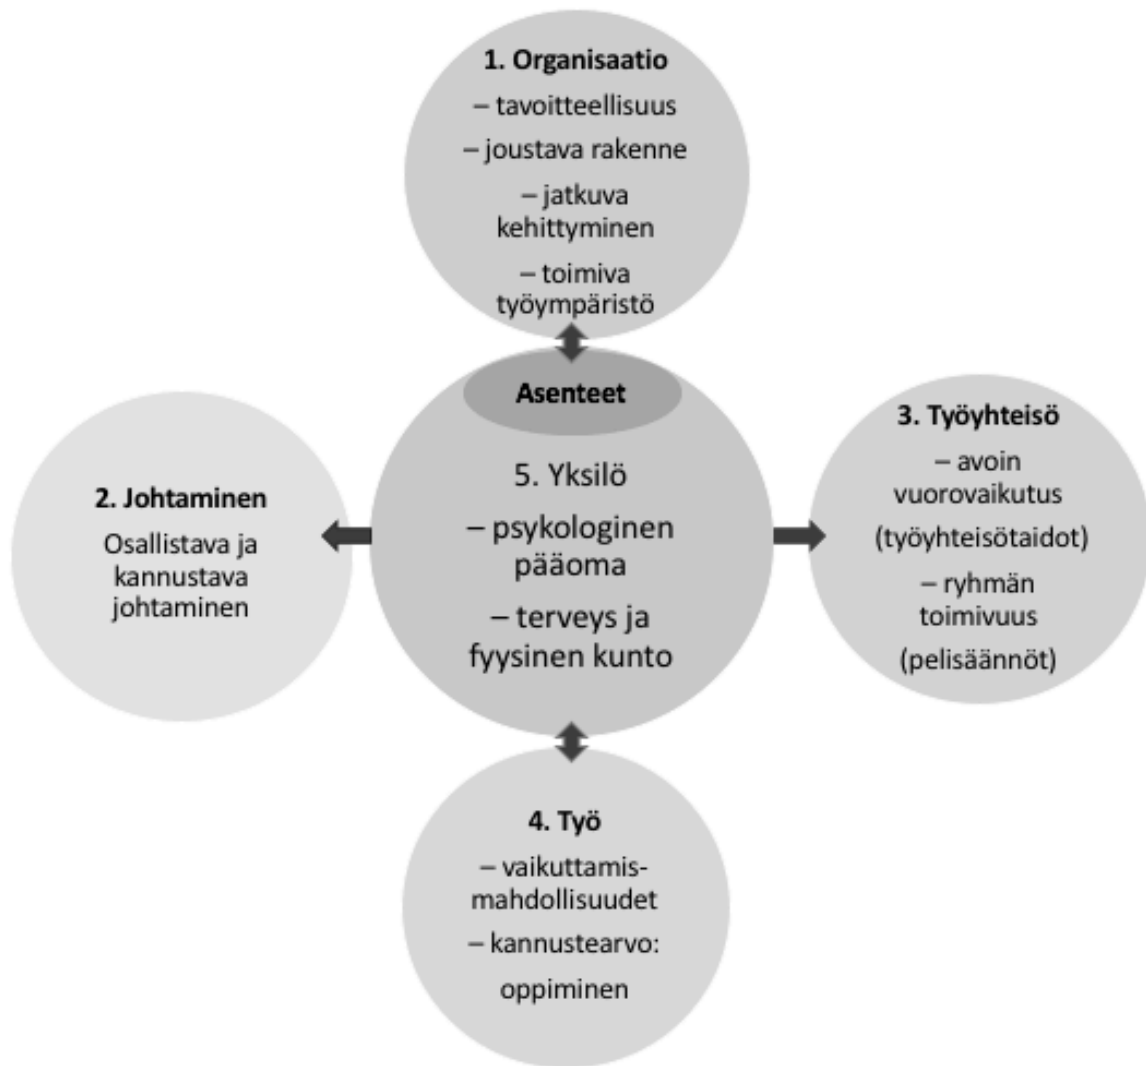 1. Organisaatio
– tavoitteellisuus
– joustava rakenne
– jatkuva
kehittyminen
– toimiva
työympäristö
Asenteet
5. Yksilö
– psykologinen
pääoma
– terveys ja
fyysinen kunto
2. Johtaminen
Osallistava ja
kannustava
johtaminen
3. Työyhteisö
– avoin
vuorovaikutus
(työyhteisötaidot)
– ryhmän
toimivuus
(pelisäännöt)
4. Työ
– vaikuttamis-
mahdollisuudet
– kannustearvo:
oppiminen